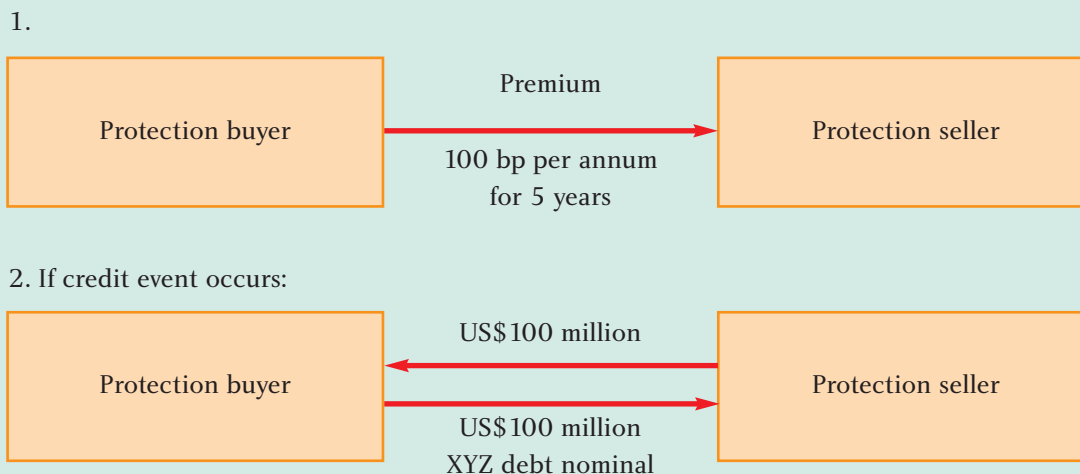 1.
Protection buyer
Premium
100 bp per annum
for 5 years
Protection seller
2. If credit event occurs:
Protection buyer
US$100 million
US$100 million
XYZ debt nominal
Protection seller